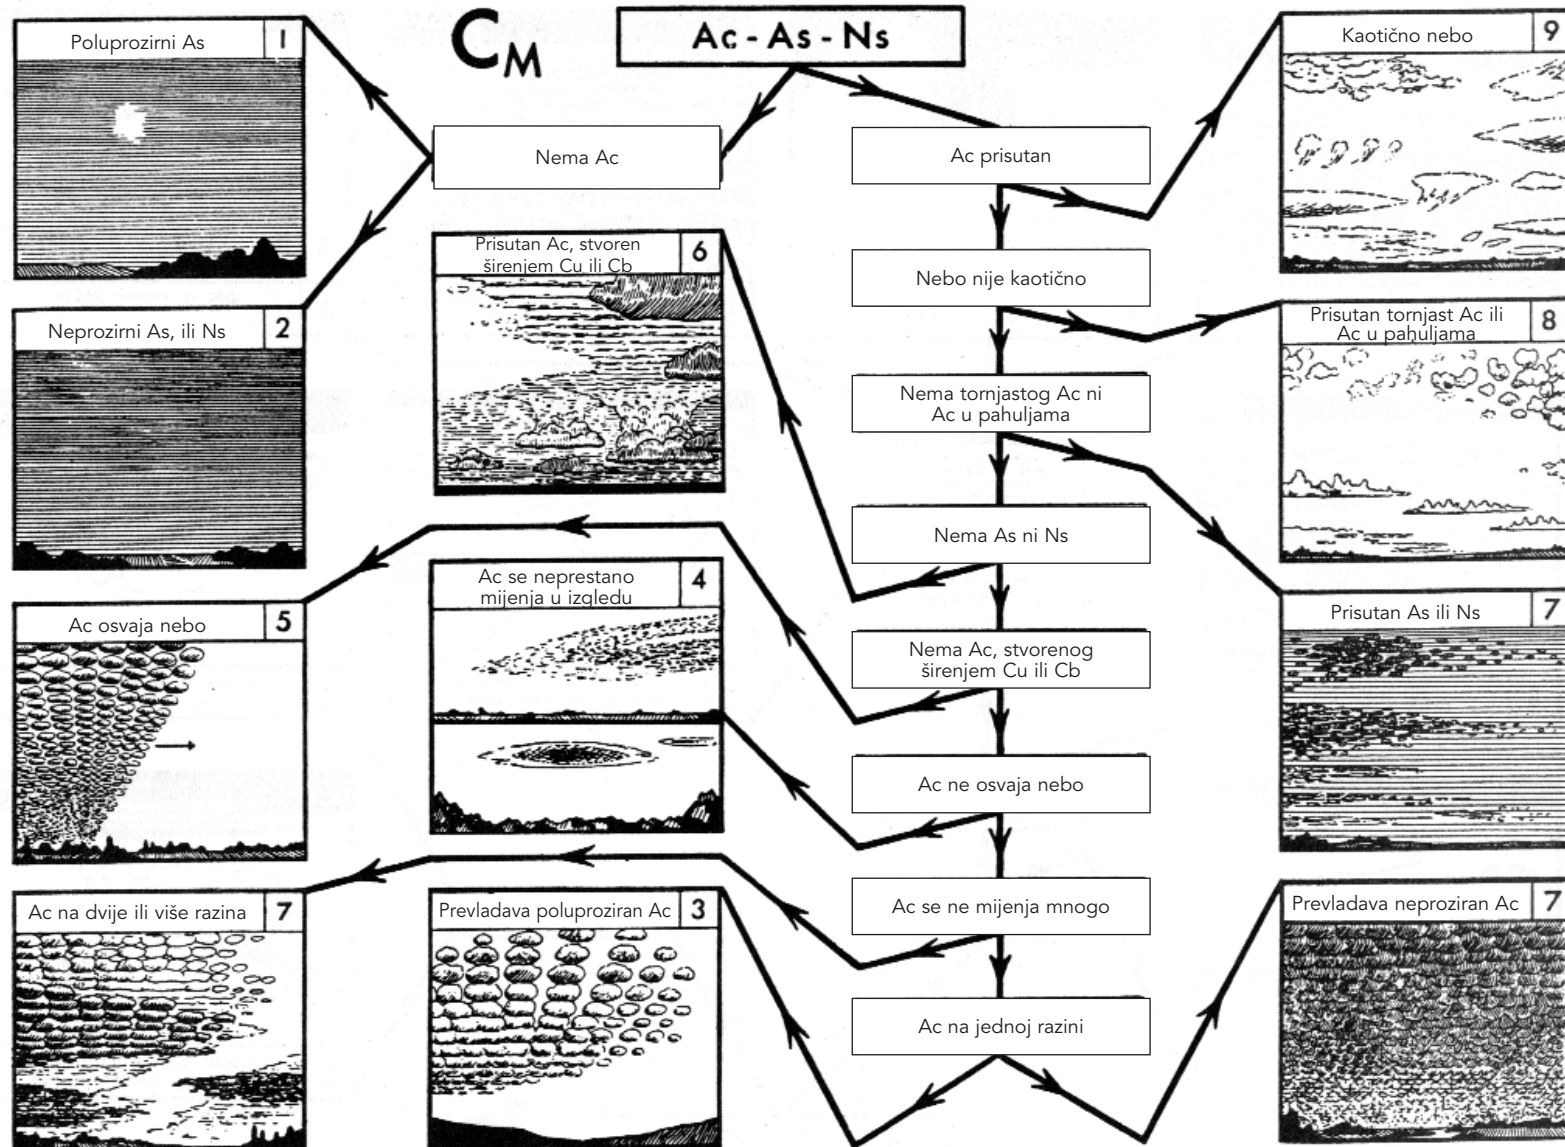 CM
Ac - As - Ns
Poluprozirni As
1
Kaotično nebo
9
Nema Ac
Ac prisutan
Prisutan Ac, stvoren
širenjem Cu ili Cb
6
Nebo nije kaotično
Neprozirni As, ili Ns
2
Prisutan tornjast Ac ili
Ac u pahuljama
8
Nema tornjastog Ac ni
Ac u pahuljama
Nema As ni Ns
Ac se neprestano
mijenja u izgledu
4
Ac osvaja nebo
5
Prisutan As ili Ns
7
Nema Ac, stvorenog
širenjem Cu ili Cb
Ac ne osvaja nebo
Ac na dvije ili više razina
7
Prevladava poluproziran Ac
3
Ac se ne mijenja mnogo
Prevladava neproziran Ac
7
Ac na jednoj razini